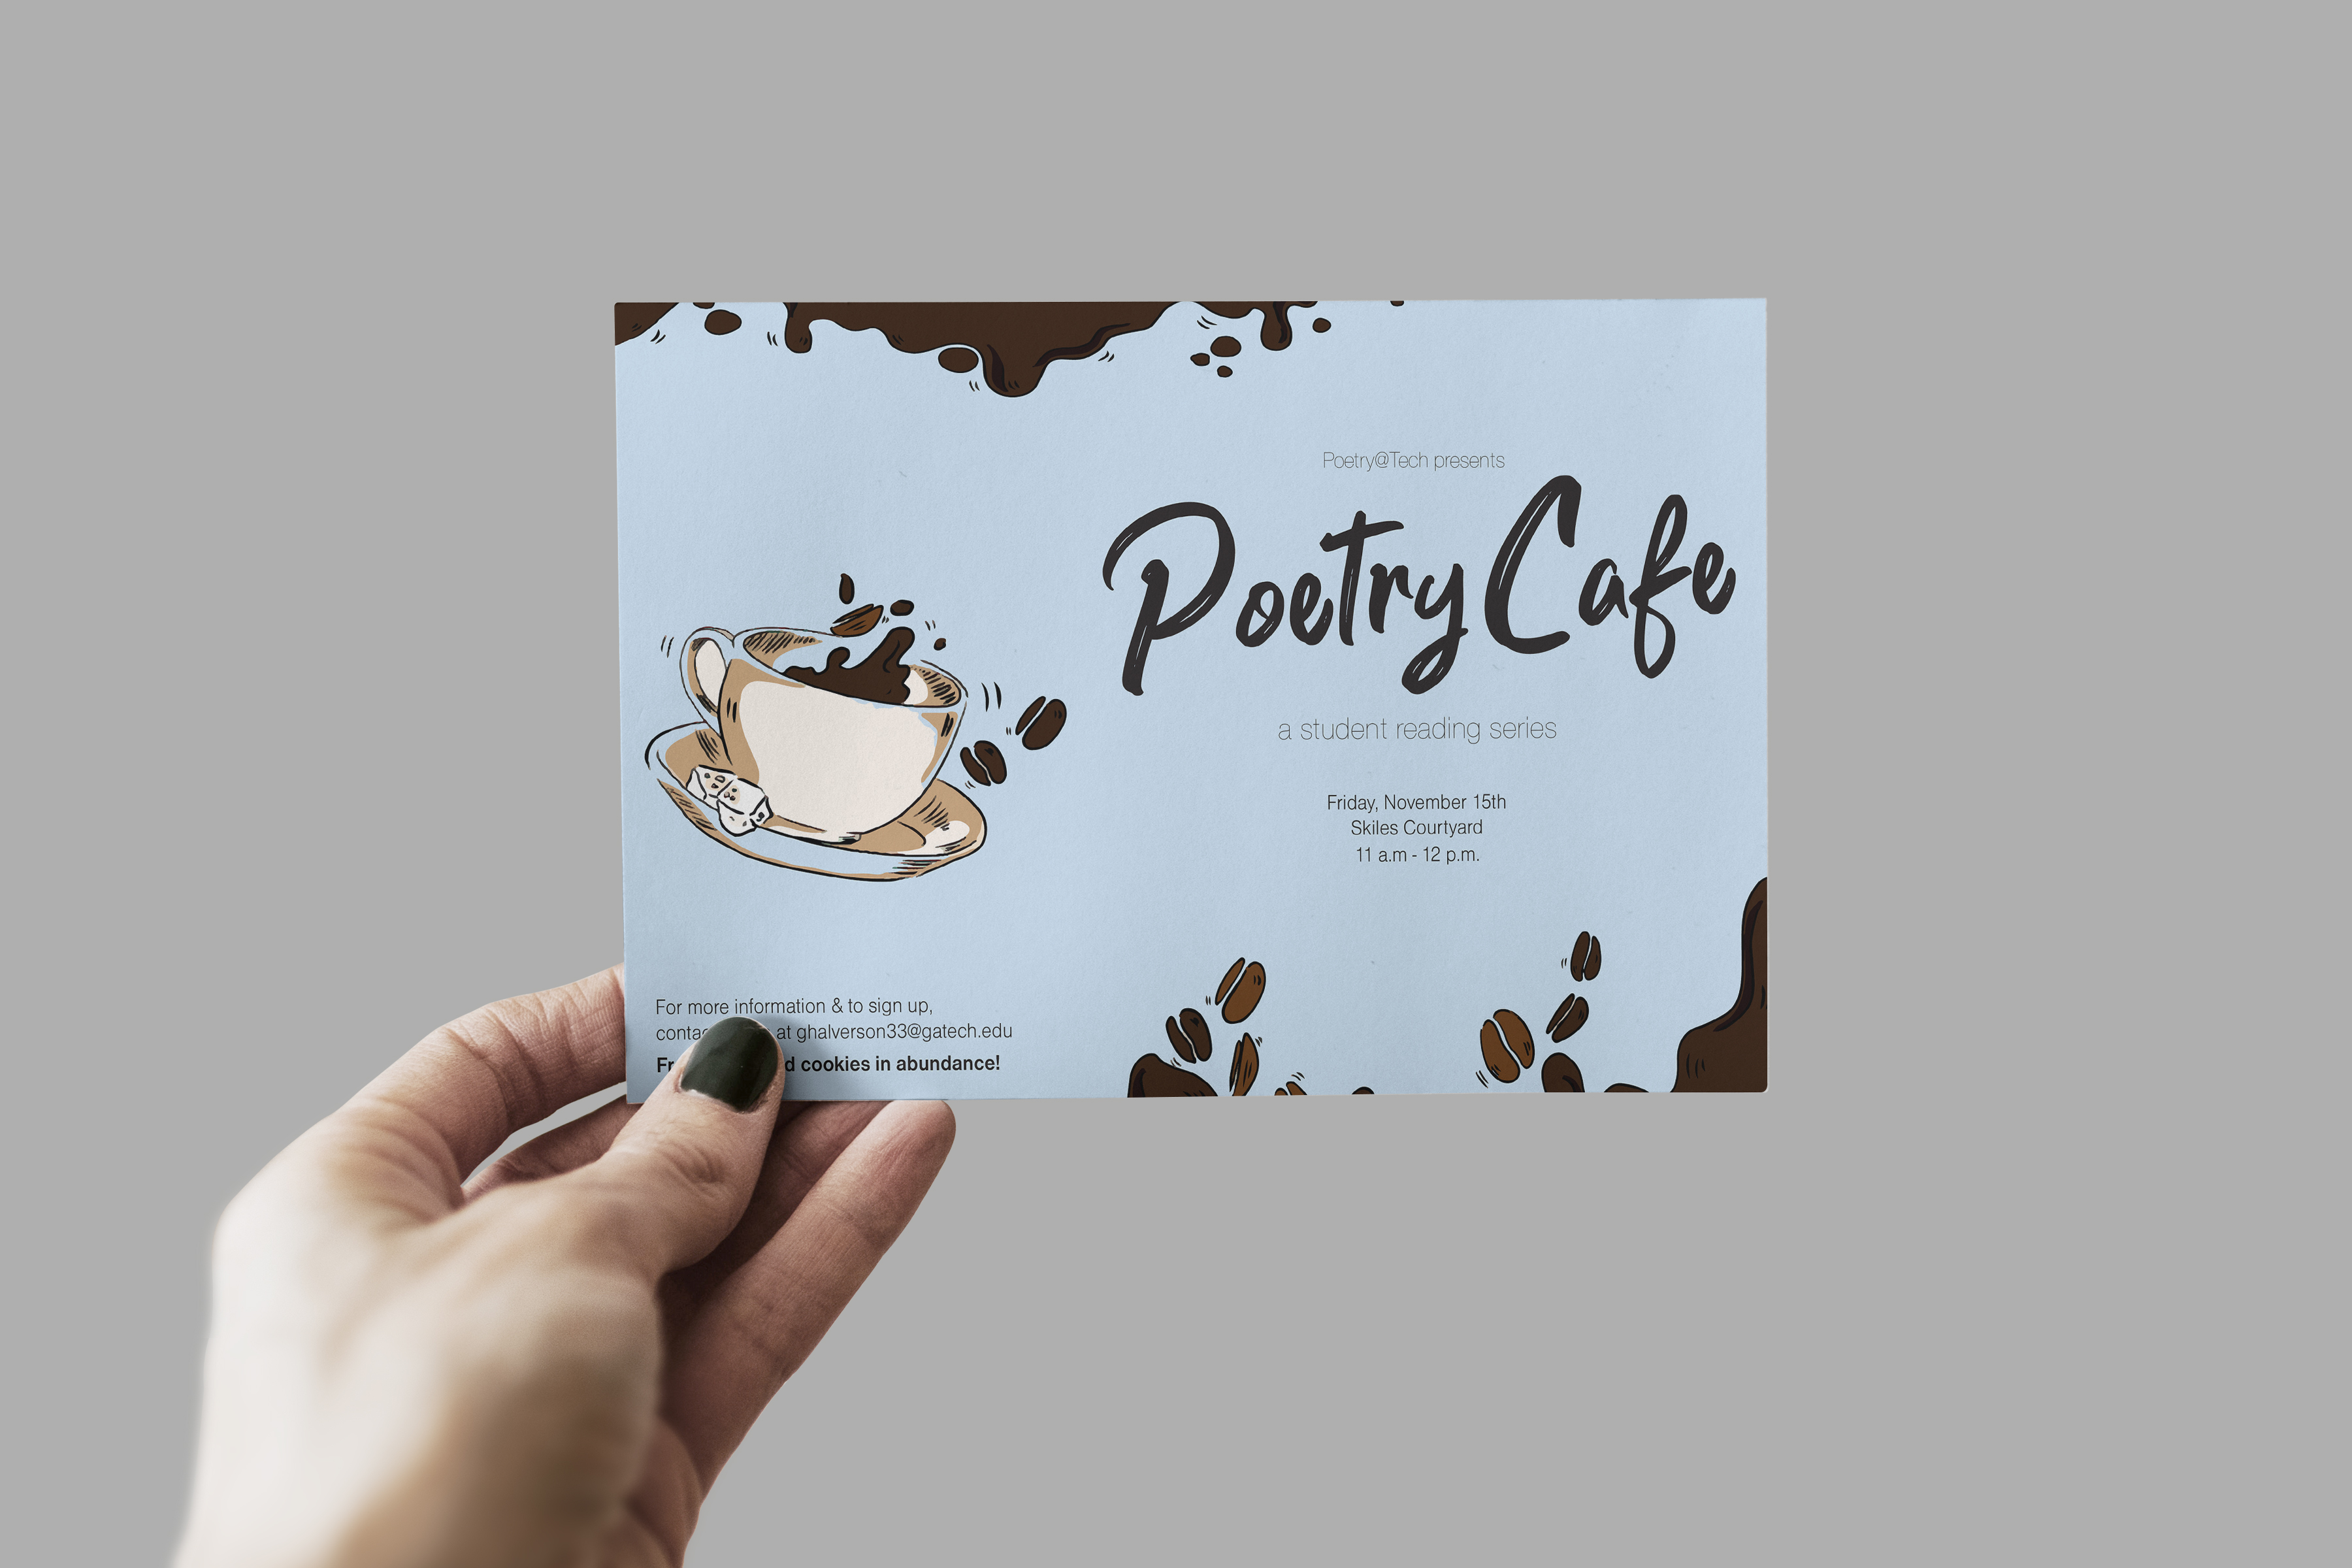 Poetry@Tech presents
Poetry Cafe
a student reading series
Friday, November 15th
Skiles Courtyard
11 a.m - 12 p.m.
For more information & to sign up,
at ghalverson33@gatech.edu
cookies in abundance!